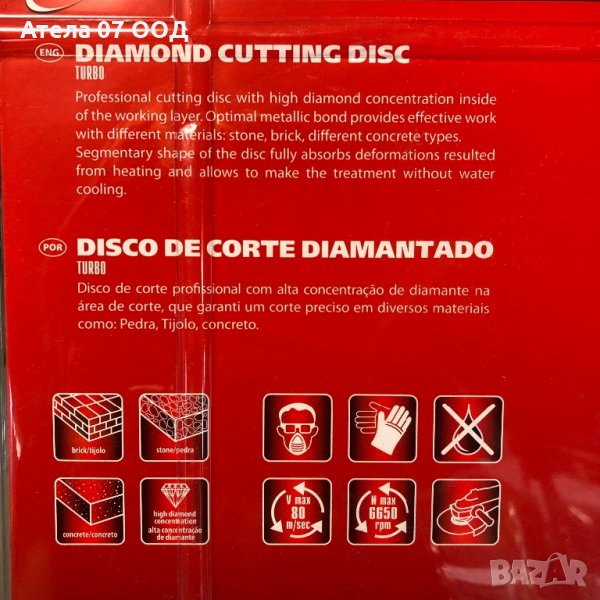 Атела 07 ООД
ENG DIAMOND CUTTING DISC
TURBO
Professional cutting disc with high diamond concentration inside
of the working layer. Optimal metallic bond provides effective work
with different materials: stone, brick, different concrete types.
Segmentary shape of the disc fully absorbs deformations resulted
from heating and allows to make the treatment without water
cooling.
POR DISCO DE CORTE DIAMANTADO
TURBO
Disco de corte profissional com alta concentração de diamante na
área de corte, que garanti um corte preciso em diversos materiais
como: Pedra, Tijolo, concreto.
brick/tijolo
stone/pedra
concrete/concreto
high diamond
concentration
alta concentração
de diamante
V max
80
m/sec
N max
6650
rpm
BAZAR